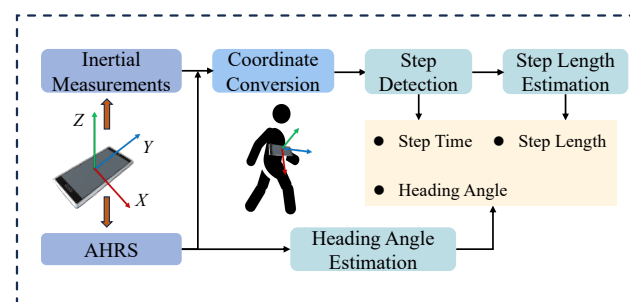 Inertial
Measurements
Coordinate
Conversion
Step
Detection
Step Length
Estimation
Z
Y
X
Step Time
Step Length
Heading Angle
AHRS
Heading Angle
Estimation